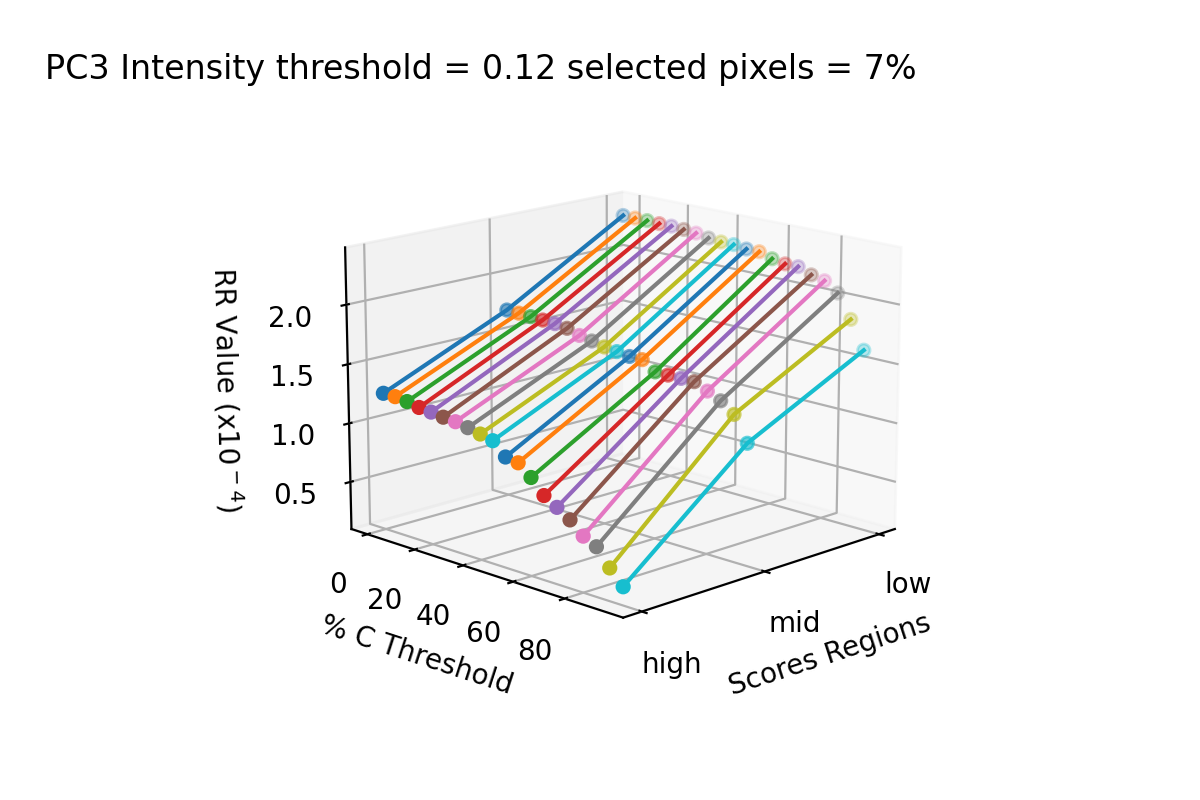 PC3 Intensity threshold = 0.12 selected pixels = 7%
RR Value (x10⁻⁴)
2.0
1.5
1.0
0.5
0
20
40
60
80
% C Threshold
high
mid
low
Scores Regions